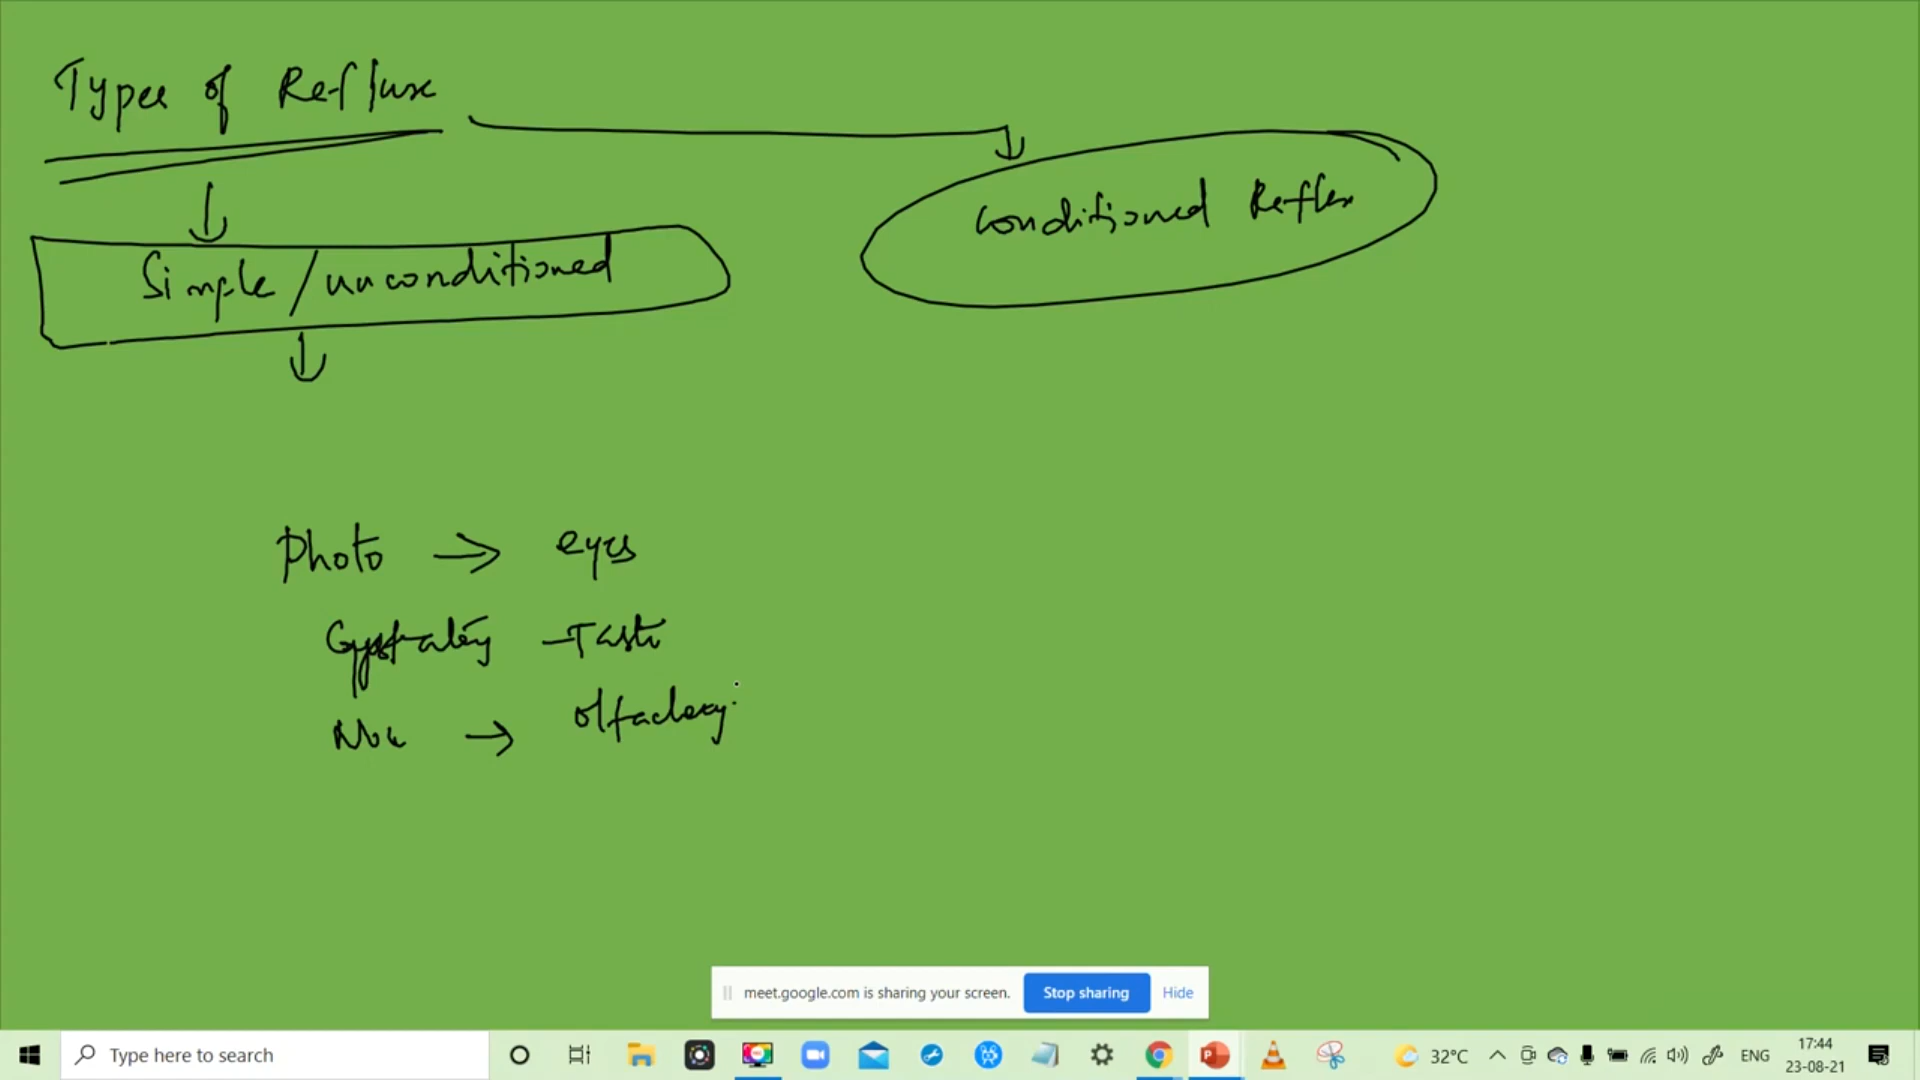 Types of Reflux
Conditioned Reflex
Simple / unconditioned
Photo → eyes
- Taste
Nose → olfactory
meet.google.com is sharing your screen. Stop sharing Hide
Type here to search
32°C ENG 17:44
23-08-21